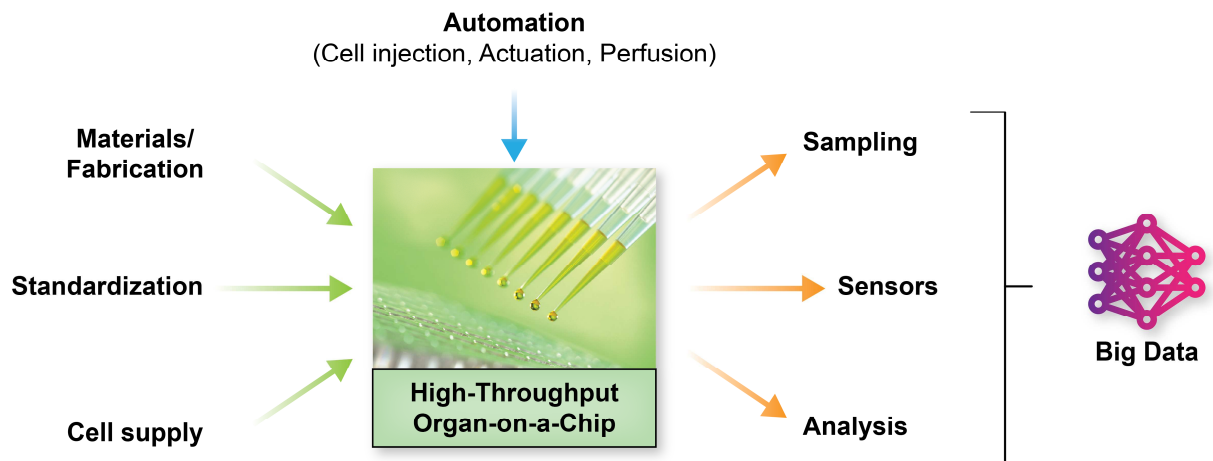 Automation
(Cell injection, Actuation, Perfusion)
Materials/
Fabrication
Standardization
Cell supply
High-Throughput
Organ-on-a-Chip
Sampling
Sensors
Analysis
Big Data